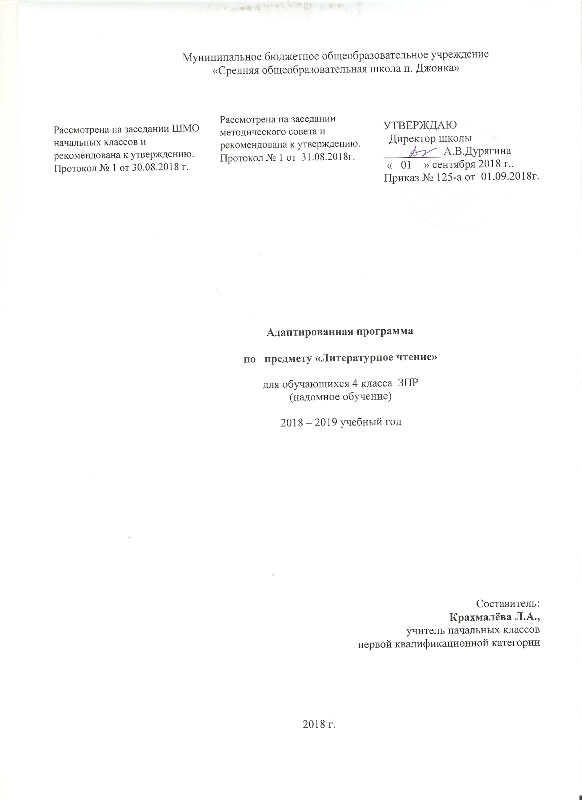 Муниципальное бюджетное общеобразовательное учреждение
«Средняя общеобразовательная школа п. Джонка»
Рассмотрена на заседании ШМО
начальных классов и
рекомендована к утверждению.
Протокол № 1 от 30.08.2018 г.
Рассмотрена на заседании
методического совета и
рекомендована к утверждению.
Протокол № 1 от 31.08.2018г.
УТВЕРЖДАЮ
Директор школы
А.В.Дурягина
« 01 » сентября 2018 г..
Приказ № 125-а от 01.09.2018г.
Адаптированная программа
по предмету «Литературное чтение»
для обучающихся 4 класса ЗПР
(надомное обучение)
2018 – 2019 учебный год
Составитель:
Крахмалёва Л.А.,
учитель начальных классов
первой квалификационной категории
2018 г.